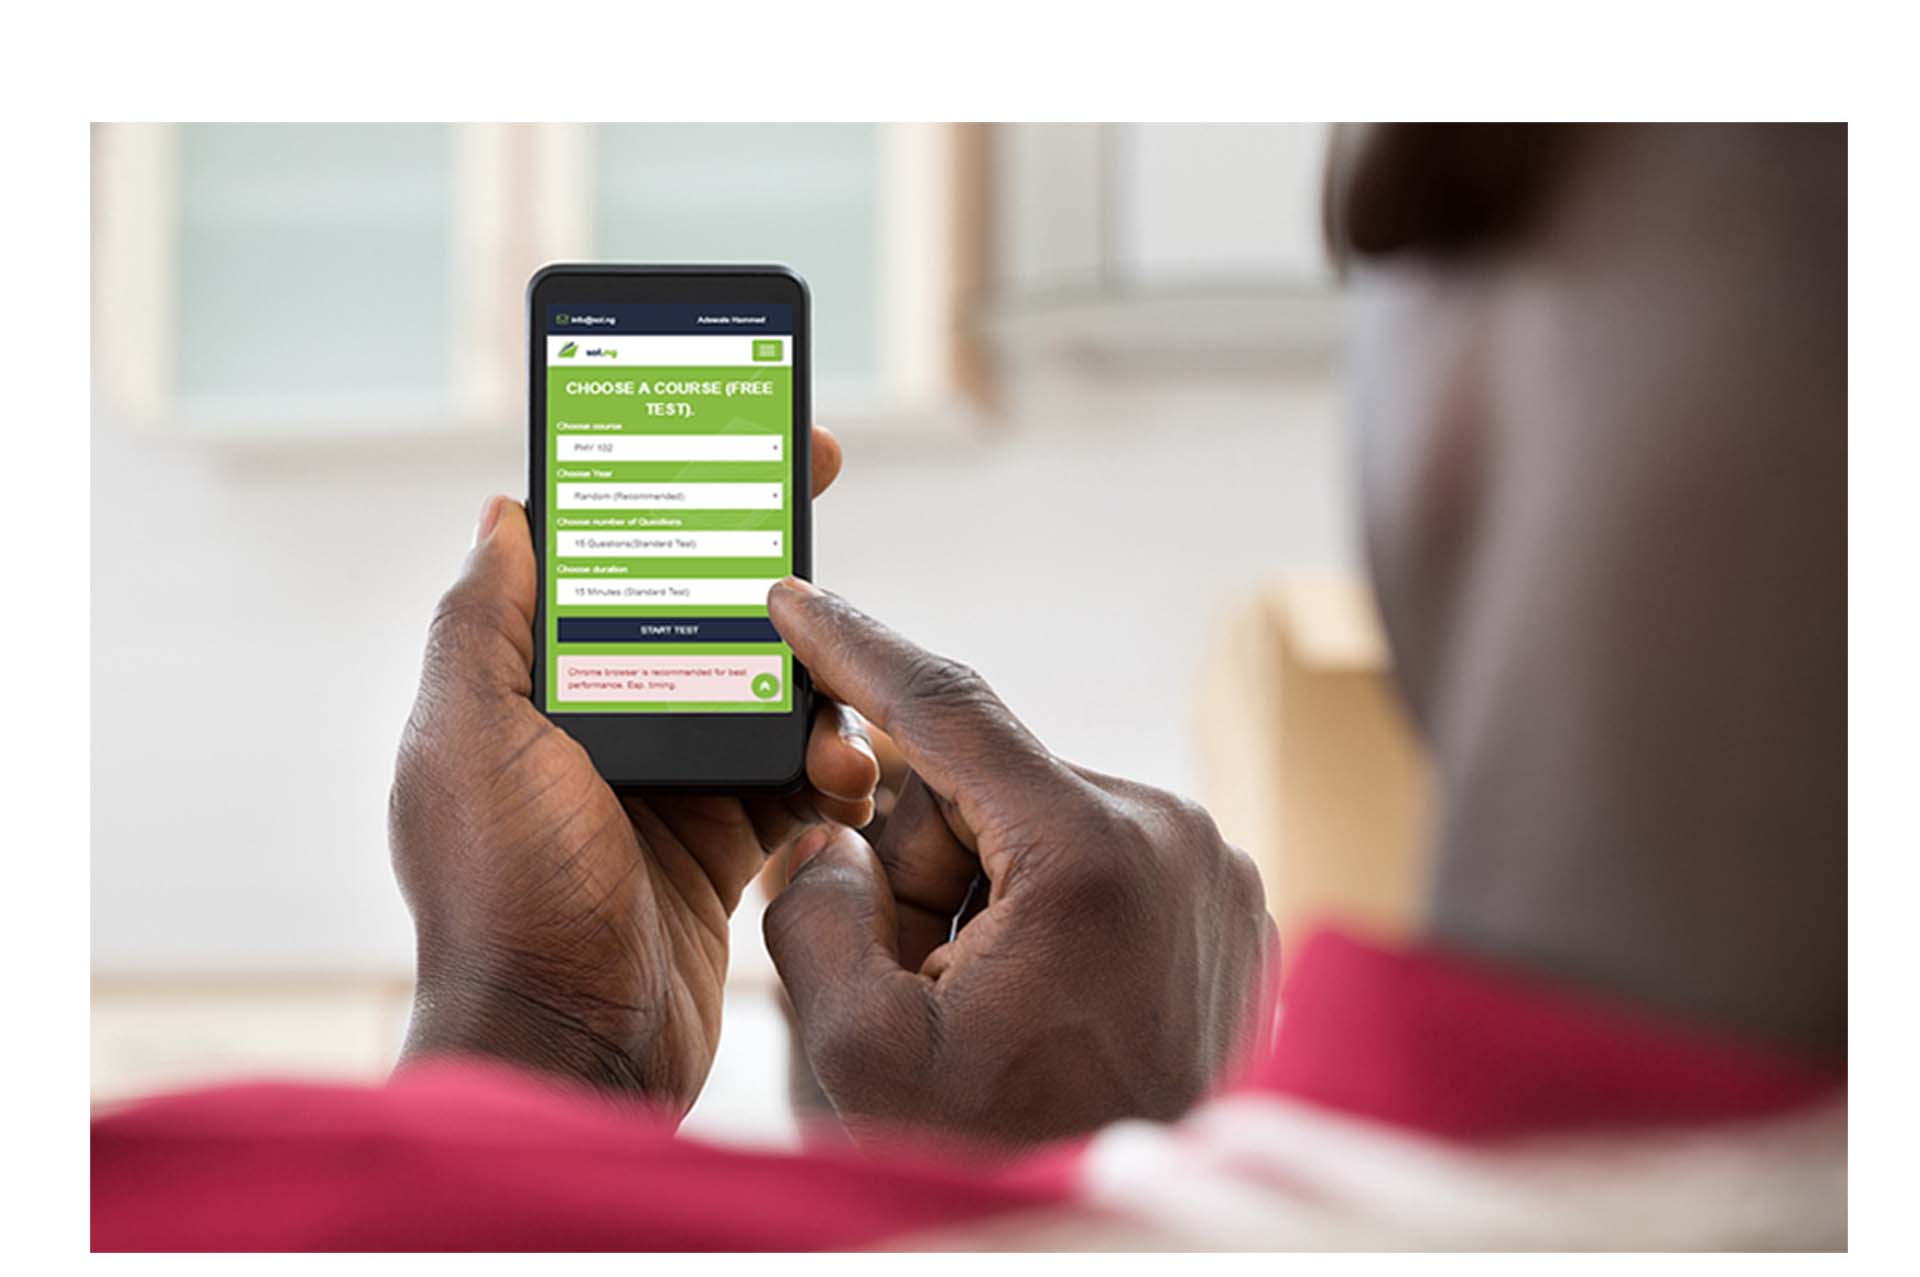 info@sol.ng Adewale Hammed
sol.ng
CHOOSE A COURSE (FREE
TEST).
Choose course
PHY 102
Choose Year
Random (Recommended)
Choose number of Questions
15 Questions(Standard Test)
Choose duration
15 Minutes (Standard Test)
START TEST
Chrome browser is recommended for best
performance. Esp. timing.